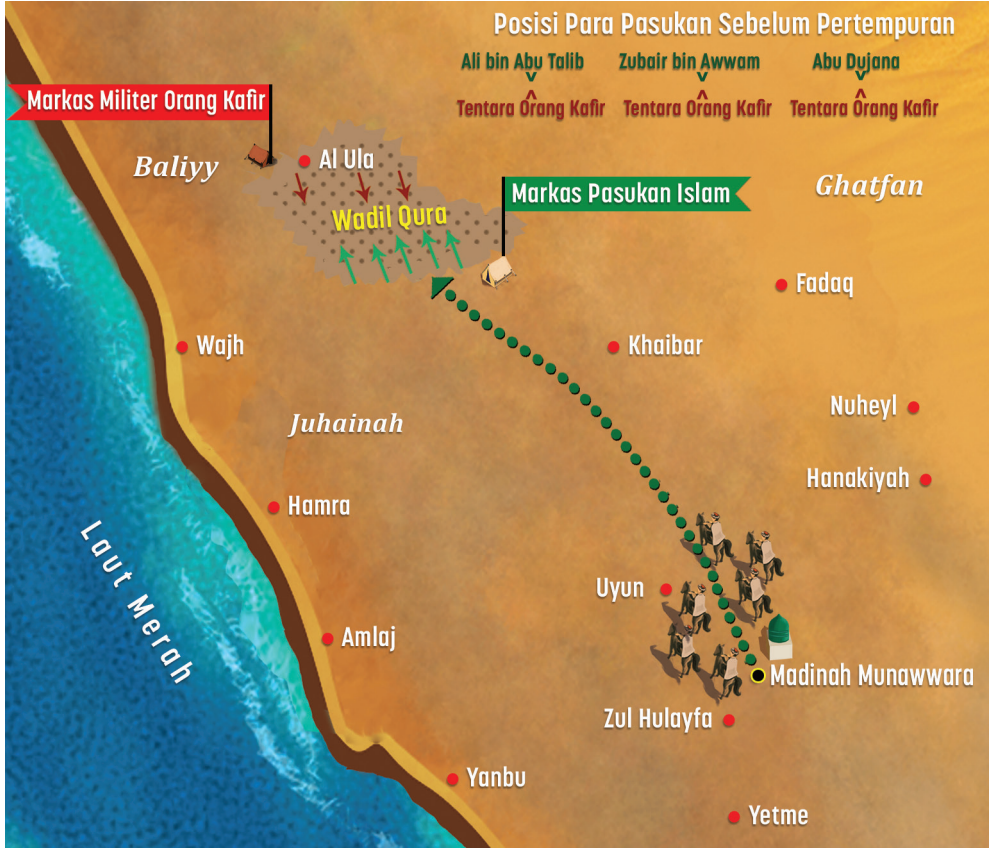 Posisi Para Pasukan Sebelum Pertempuran
Ali bin Abu Talib Zubair bin Awwam Abu Dujana
Tentara Orang Kafir Tentara Orang Kafir Tentara Orang Kafir
Markas Militer Orang Kafir
Baliyy
Al Ula
Markas Pasukan Islam
Ghatfan
Wadil Qura
Fadaq
Wajh
Khaibar
Nuheyl
Juhainah
Hanakiyah
Hamra
Laut Merah
Uyun
Amlaj
Madinah Munawwara
Zul Hulayfa
Yanbu
Yetme